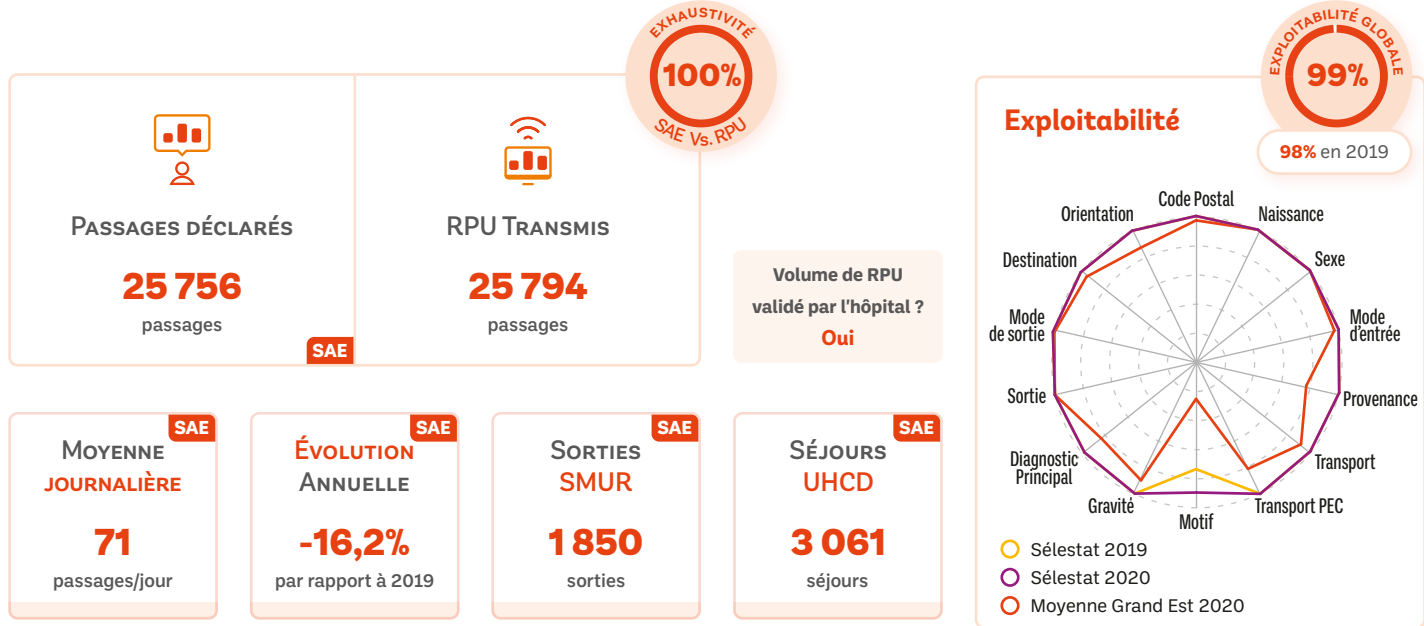 EXHAUSTIVITÉ
100%
SAE Vs. RPU
PASSAGES DÉCLARÉS
25 756
passages
SAE
RPU TRANSMIS
25 794
passages
Volume de RPU
validé par l'hôpital ?
Oui
SAE
MOYENNE
JOURNALIÈRE
71
passages/jour
SAE
ÉVOLUTION
ANNUELLE
-16,2%
par rapport à 2019
SAE
SORTIES
SMUR
1 850
sorties
SAE
SÉJOURS
UHCD
3 061
séjours
EXPLOITABILITÉ GLOBALE
99%
98% en 2019
Exploitabilité
Code Postal
Naissance
Sexe
Mode
d'entrée
Provenance
Transport
Transport PEC
Motif
Gravité
Diagnostic
Principal
Sortie
Mode
de sortie
Destination
Orientation
Sélestat 2019
Sélestat 2020
Moyenne Grand Est 2020